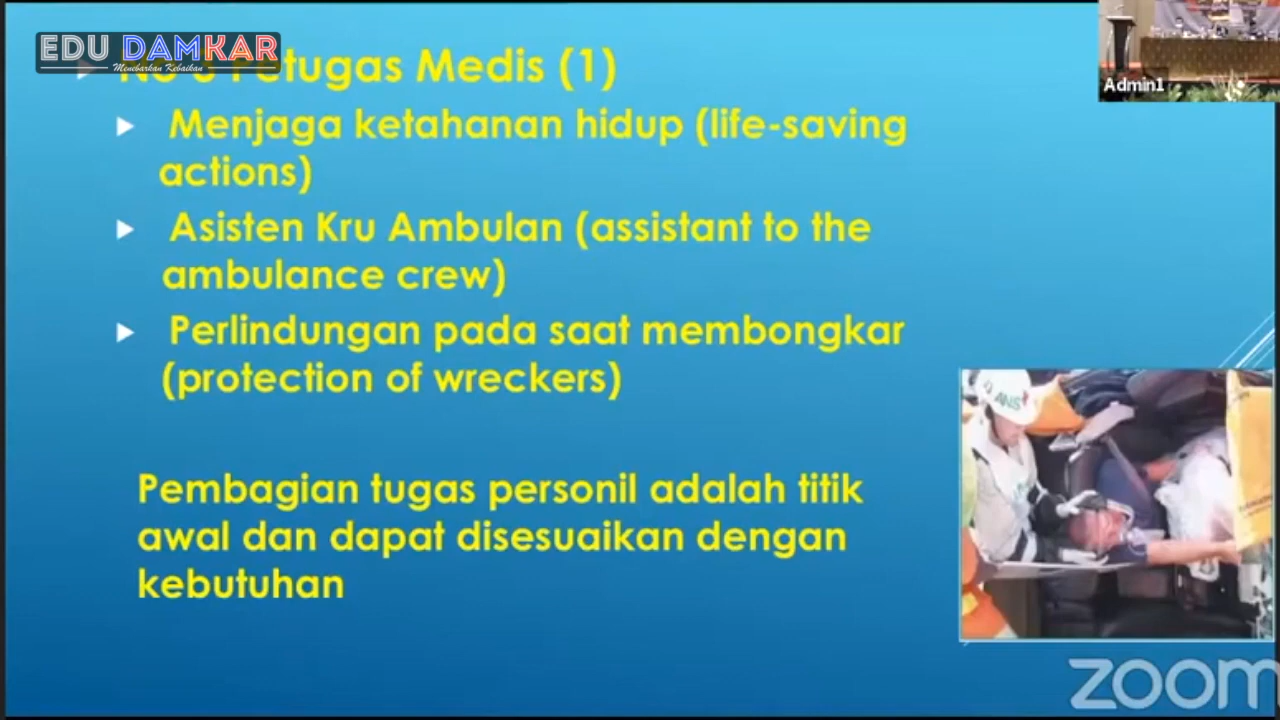 EDU DAMKAR
Menebarkan Kebaikan
Petugas Medis (1)
Menjaga ketahanan hidup (life-saving
actions)
Asisten Kru Ambulan (assistant to the
ambulance crew)
Perlindungan pada saat membongkar
(protection of wreckers)
Pembagian tugas personil adalah titik
awal dan dapat disesuaikan dengan
kebutuhan
Admin1
ANS
zoom